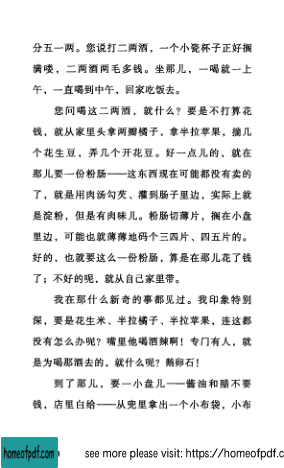 分五一两。您说打二两酒，一个小瓷杯子正好搁
满喽，二两酒两毛多钱。坐那儿，一喝就一上
午，一直喝到中午，回家吃饭去。
您问喝这二两酒，就什么？要是不打算花
钱，就从家里头拿两瓣橘子，拿半拉苹果，揣几
个花生豆，弄几个开花豆。好一点儿的，就在
那儿要一份粉肠——这东西现在可能都没有卖的
了，就是用肉汤勾芡、灌到肠子里边，实际上就
是淀粉，但是有肉味儿。粉肠切薄片，搁在小盘
里边，可能也就薄薄地码个三四片、四五片的。
好的，也就要这么一份粉肠，算是在那儿花了钱
了；不好的呢，就从自己家里带。
我在那什么新奇的事都见过。我印象特别
深，要是花生米、半拉橘子、半拉苹果，连这都
没有怎么办呢？嘴里他喝酒辣啊！专门有人，就
是为喝那酒去的，就什么呢？鹅卵石！
到了那儿，要一小盘儿——酱油和醋不要
钱，店里白给——从兜里拿出一个小布袋，小布
homeofpdf.com
see more please visit: https://homeofpdf.c